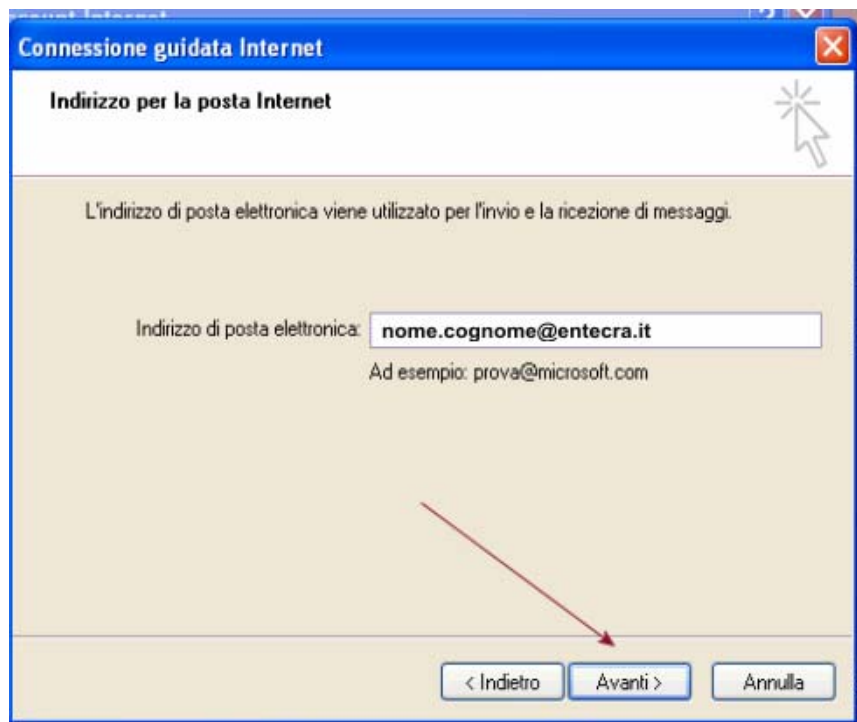 Connessione guidata Internet
Indirizzo per la posta Internet
L'indirizzo di posta elettronica viene utilizzato per l'invio e la ricezione di messaggi.
Indirizzo di posta elettronica: nome.cognome@entecra.it
Ad esempio: prova@microsoft.com
< Indietro Avanti > Annulla